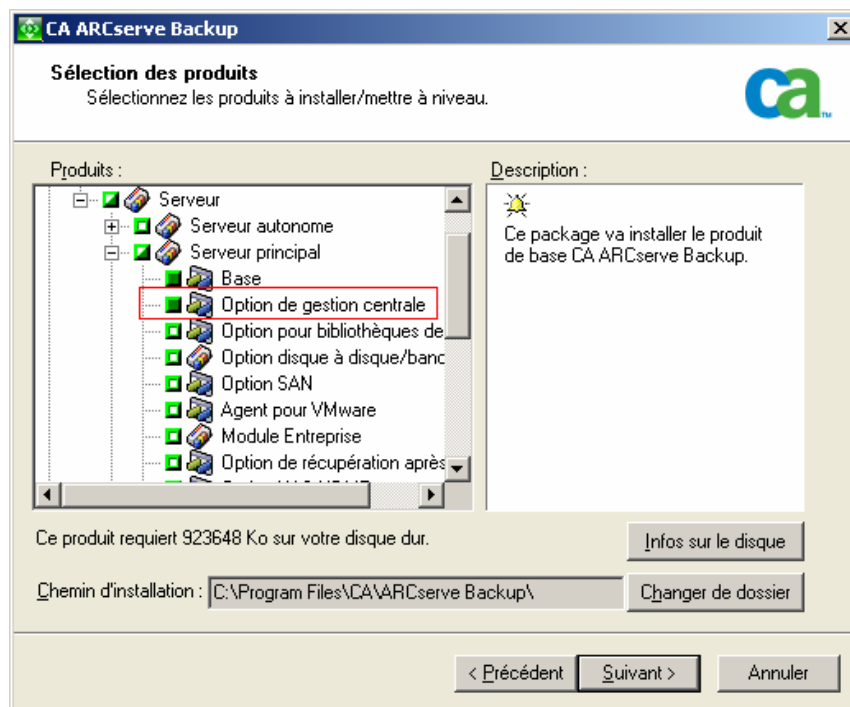 CA ARCserve Backup
Sélection des produits
Sélectionnez les produits à installer/mettre à niveau.
ca
TM
Produits :
Serveur
Serveur autonome
Serveur principal
Base
Option de gestion centrale
Option pour bibliothèques de
Option disque à disque/banc
Option SAN
Agent pour VMware
Module Entreprise
Option de récupération après
Description :
Ce package va installer le produit
de base CA ARCserve Backup.
Ce produit requiert 923648 Ko sur votre disque dur.
Infos sur le disque
Chemin d'installation : C:\Program Files\CA\ARCserve Backup\
Changer de dossier
< Précédent
Suivant >
Annuler